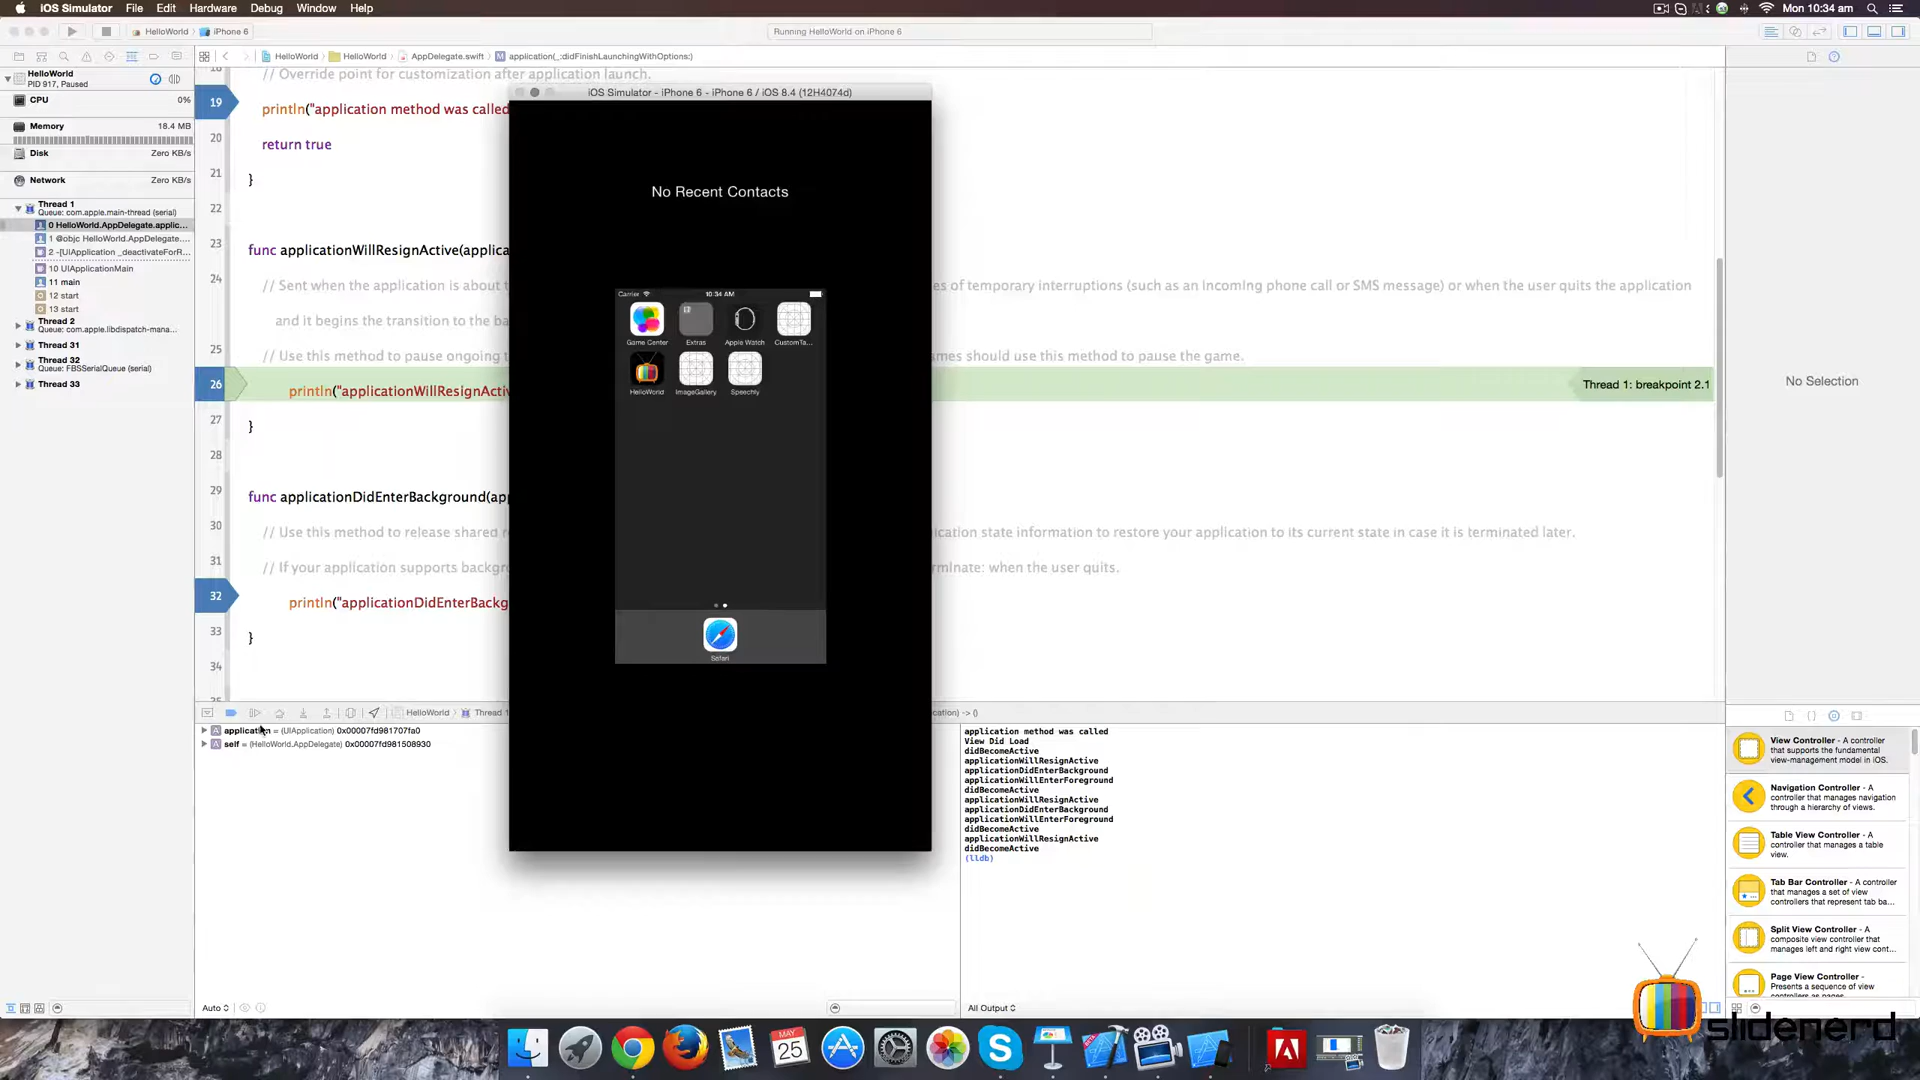 iOS Simulator File Edit Hardware Debug Window Help Mon 10:34 am
HelloWorld iPhone 6 Running HelloWorld on iPhone 6
HelloWorld HelloWorld AppDelegate.swift application(_:didFinishLaunchingWithOptions:)
HelloWorld
PID 917, Paused
CPU 0%
Memory 18.4 MB
Disk Zero KB/s
Network Zero KB/s
Thread 1
Queue: com.apple.main-thread (serial)
0 HelloWorld.AppDelegate.applic...
1 @objc HelloWorld.AppDelegate....
2 -[UIApplication _deactivateForR...
10 UIApplicationMain
11 main
12 start
13 start
Thread 2
Queue: com.apple.libdispatch-mana...
Thread 31
Thread 32
Queue: FBSSerialQueue (serial)
Thread 33
18 // Override point for customization after application launch.
19 println("application method was called
20 return true
21 }
22
23 func applicationWillResignActive(applica
24 // Sent when the application is about t es of temporary interruptions (such as an incoming phone call or SMS message) or when the user quits the application
and it begins the transition to the ba
25 // Use this method to pause ongoing t ames should use this method to pause the game.
26 println("applicationWillResignActiv Thread 1: breakpoint 2.1
27 }
28
29 func applicationDidEnterBackground(app
30 // Use this method to release shared r ication state information to restore your application to its current state in case it is terminated later.
31 // If your application supports backgr rminate: when the user quits.
32 println("applicationDidEnterBackg
33 }
34
iOS Simulator - iPhone 6 - iPhone 6 / iOS 8.4 (12H4074d)
No Recent Contacts
Carrier 10:34 AM
Game Center Extras Apple Watch CustomTa...
HelloWorld ImageGallery Speechly
Safari
No Selection
HelloWorld Thread 1 cation) -> ()
application = (UIApplication) 0x00007fd981707fa0
self = (HelloWorld.AppDelegate) 0x00007fd981508930
application method was called
View Did Load
didBecomeActive
applicationWillResignActive
applicationDidEnterBackground
applicationWillEnterForeground
didBecomeActive
applicationWillResignActive
applicationDidEnterBackground
applicationWillEnterForeground
didBecomeActive
applicationWillResignActive
didBecomeActive
(lldb)
Auto
All Output
View Controller - A controller
that supports the fundamental
view-management model in iOS.
Navigation Controller - A
controller that manages navigation
through a hierarchy of views.
Table View Controller - A
controller that manages a table
view.
Tab Bar Controller - A controller
that manages a set of view
controllers that represent tab ba...
Split View Controller - A
composite view controller that
manages left and right view cont...
Page View Controller -
Presents a sequence of view
controllers as pages.
MAY
25
slidenerd